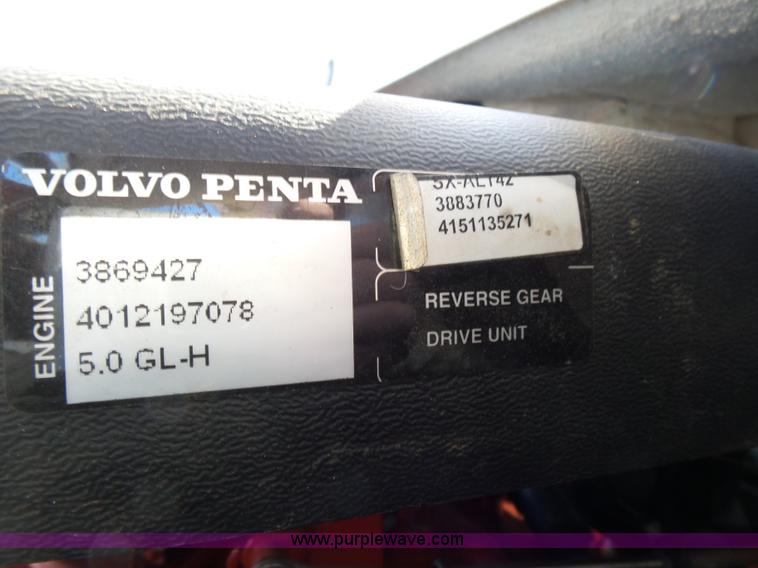 VOLVO PENTA
ENGINE
3869427
4012197078
5.0 GL-H
3883770
4151135271
REVERSE GEAR
DRIVE UNIT
www.purplewave.com